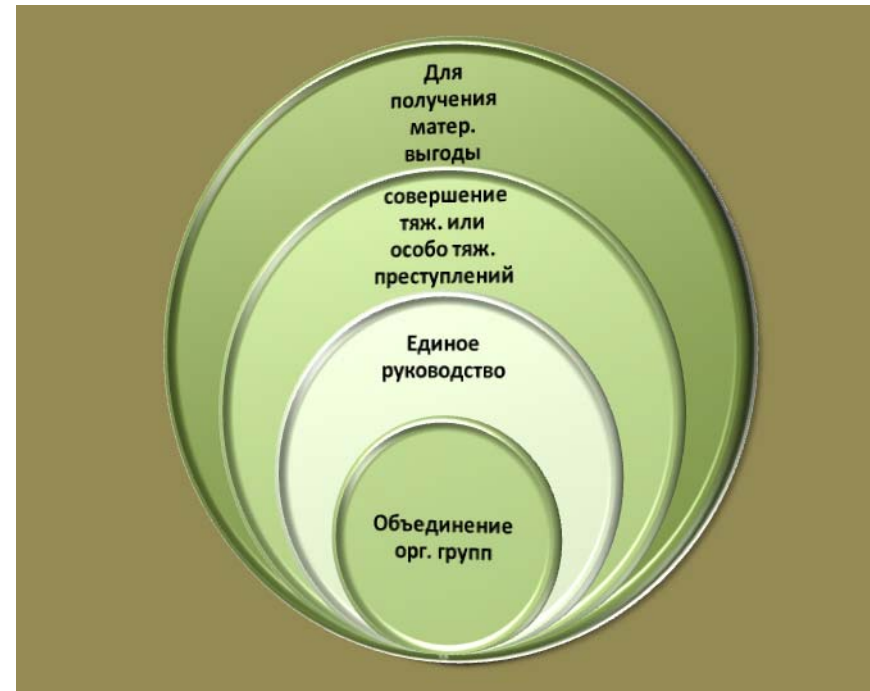 Для
получения
матер.
выгоды
совершение
тяж. или
особо тяж.
преступлений
Единое
руководство
Объединение
орг. групп